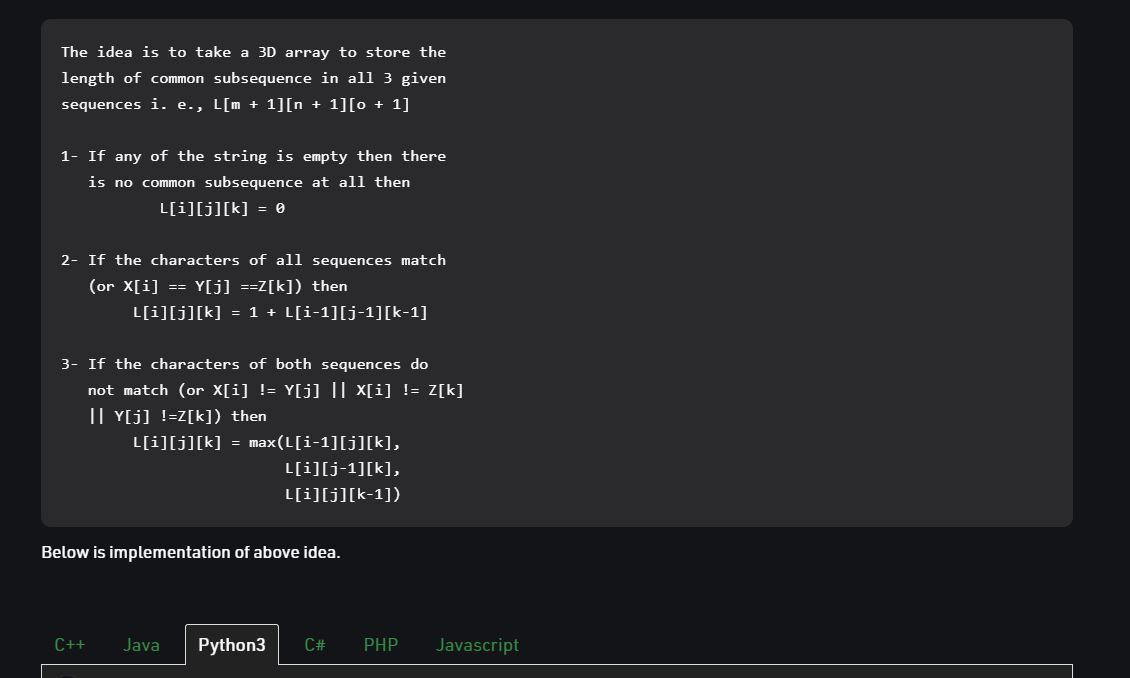 The idea is to take a 3D array to store the
length of common subsequence in all 3 given
sequences i. e., L[m + 1][n + 1][o + 1]
1- If any of the string is empty then there
is no common subsequence at all then
L[i][j][k] = 0
2- If the characters of all sequences match
(or X[i] == Y[j] ==Z[k]) then
L[i][j][k] = 1 + L[i-1][j-1][k-1]
3- If the characters of both sequences do
not match (or X[i] != Y[j] || X[i] != Z[k]
|| Y[j] !=Z[k]) then
L[i][j][k] = max(L[i-1][j][k],
L[i][j-1][k],
L[i][j][k-1])
Below is implementation of above idea.
C++ Java Python3 C# PHP Javascript